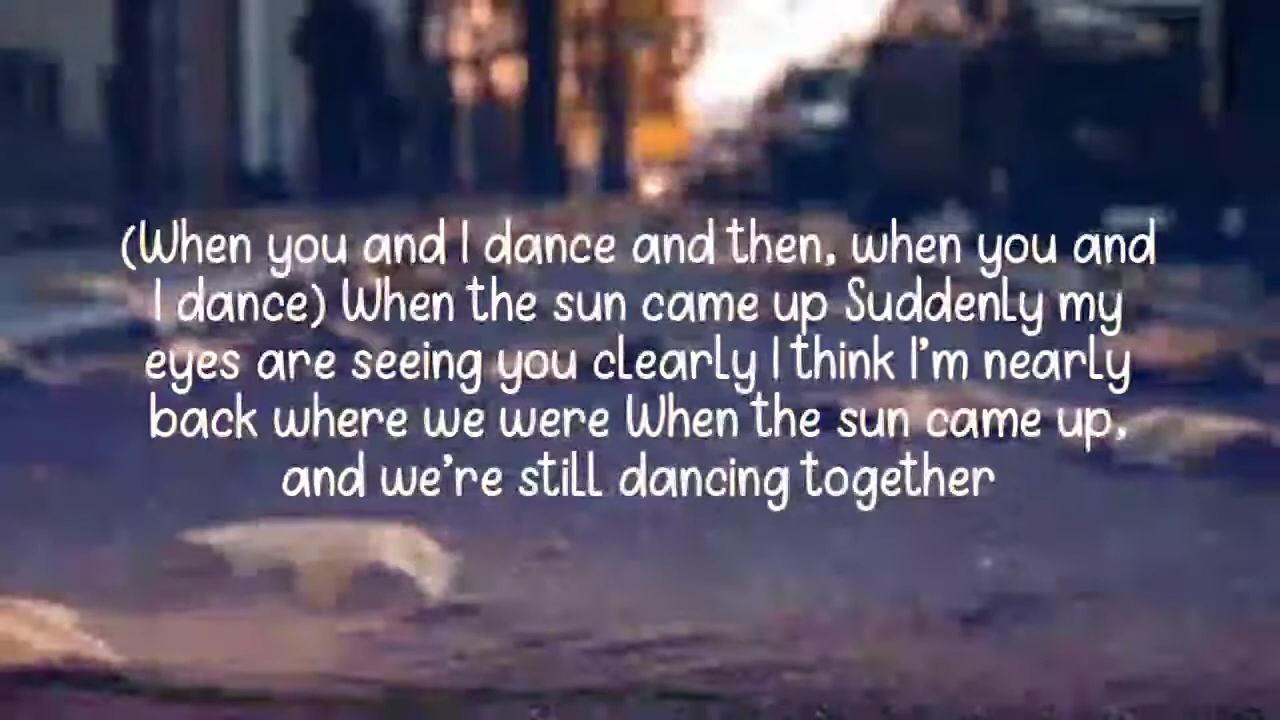 (When you and I dance and then, when you and
I dance) When the sun came up Suddenly my
eyes are seeing you clearly I think I'm nearly
back where we were When the sun came up,
and we're still dancing together